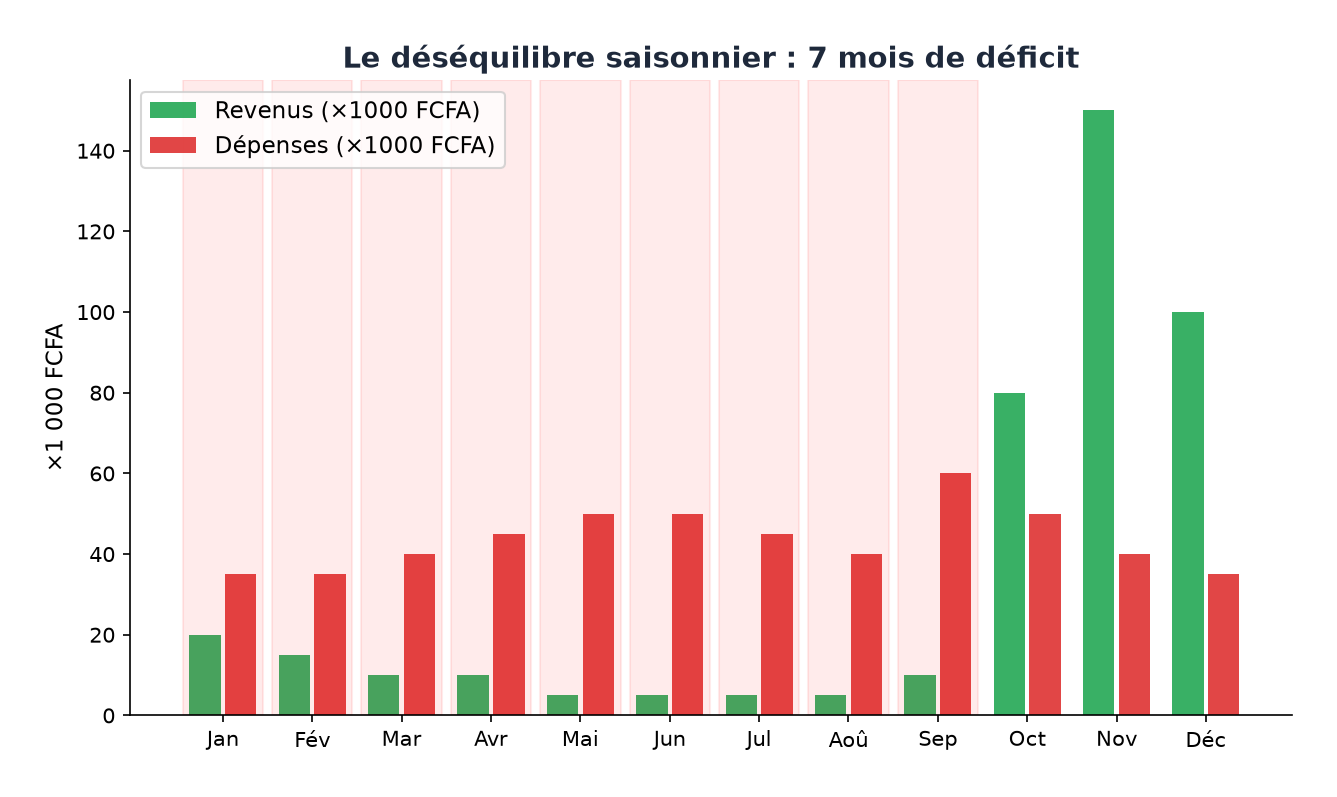 Le déséquilibre saisonnier : 7 mois de déficit
Revenus (×1000 FCFA)
Dépenses (×1000 FCFA)
×1 000 FCFA
140
120
100
80
60
40
20
0
Jan Fév Mar Avr Mai Jun Jul Aoû Sep Oct Nov Déc